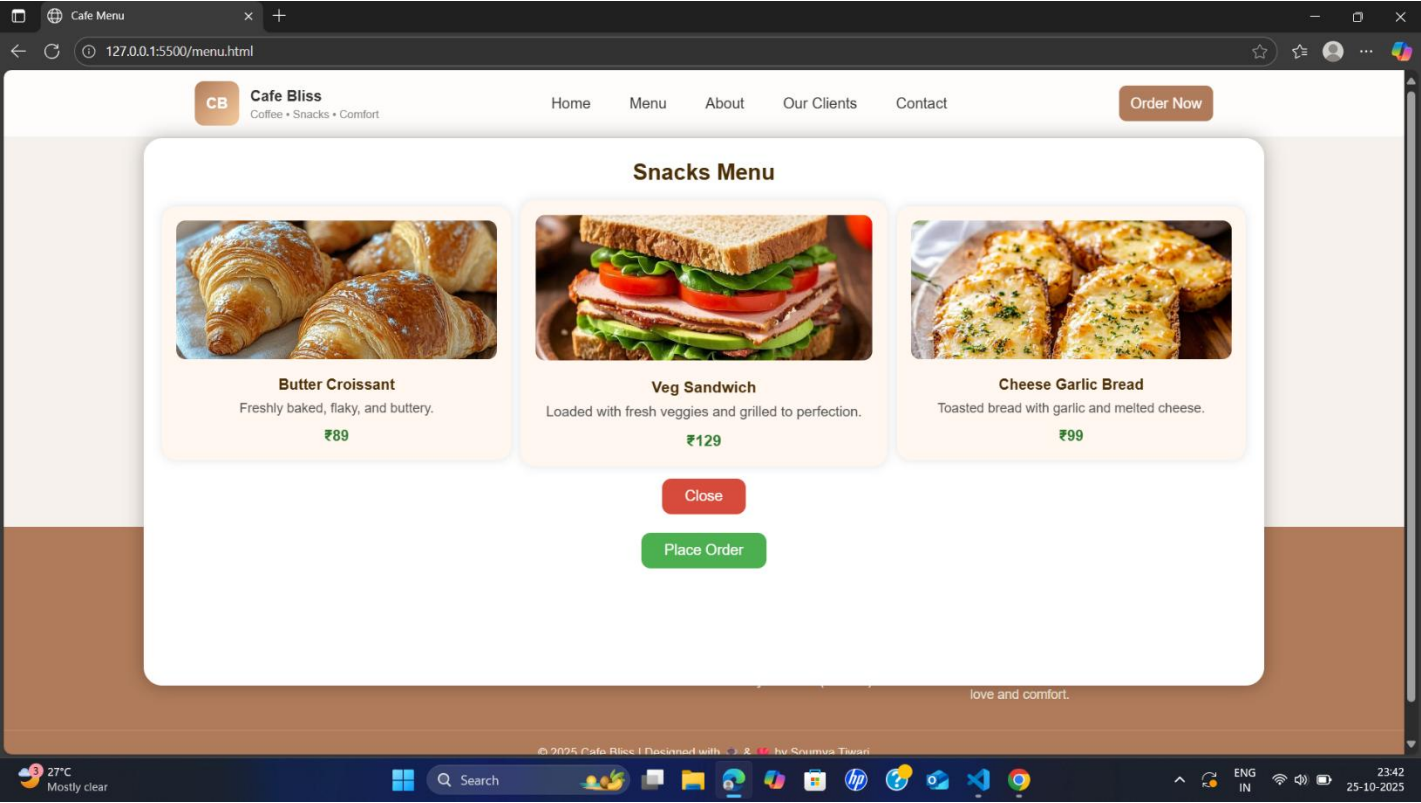 Cafe Menu
127.0.0.1:5500/menu.html
CB
Cafe Bliss
Coffee • Snacks • Comfort
Home Menu About Our Clients Contact
Order Now
Snacks Menu
Butter Croissant
Freshly baked, flaky, and buttery.
₹89
Veg Sandwich
Loaded with fresh veggies and grilled to perfection.
₹129
Cheese Garlic Bread
Toasted bread with garlic and melted cheese.
₹99
Close
Place Order
love and comfort.
© 2025 Cafe Bliss | Designed with & by Soumya Tiwari
3
27°C
Mostly clear
Search
hp
ENG
IN
23:42
25-10-2025